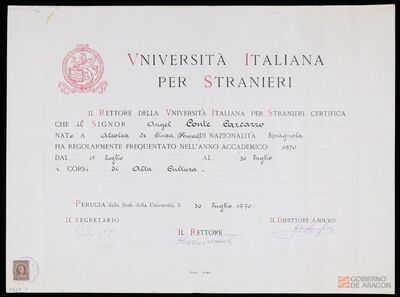 VNIVERSITÀ ITALIANA
PER STRANIERI
IL RETTORE DELLA VNIVERSITÀ ITALIANA PER STRANIERI CERTIFICA
CHE IL SIGNOR Angel Conte Cazcarro
NATO A Alcolea de Cinca (Huesca) DI NAZIONALITÀ Spagnola
HA REGOLARMENTE FREQUENTATO NELL'ANNO ACCADEMICO 1970
DAL 1º luglio AL 30 luglio
I CORSI di Alta Cultura.
PERUGIA dalla Sede della Università, il 30 luglio 1970.
IL SEGRETARIO
IL RETTORE
IL DIRETTORE AMM.VO
GOBIERNO
DE ARAGON